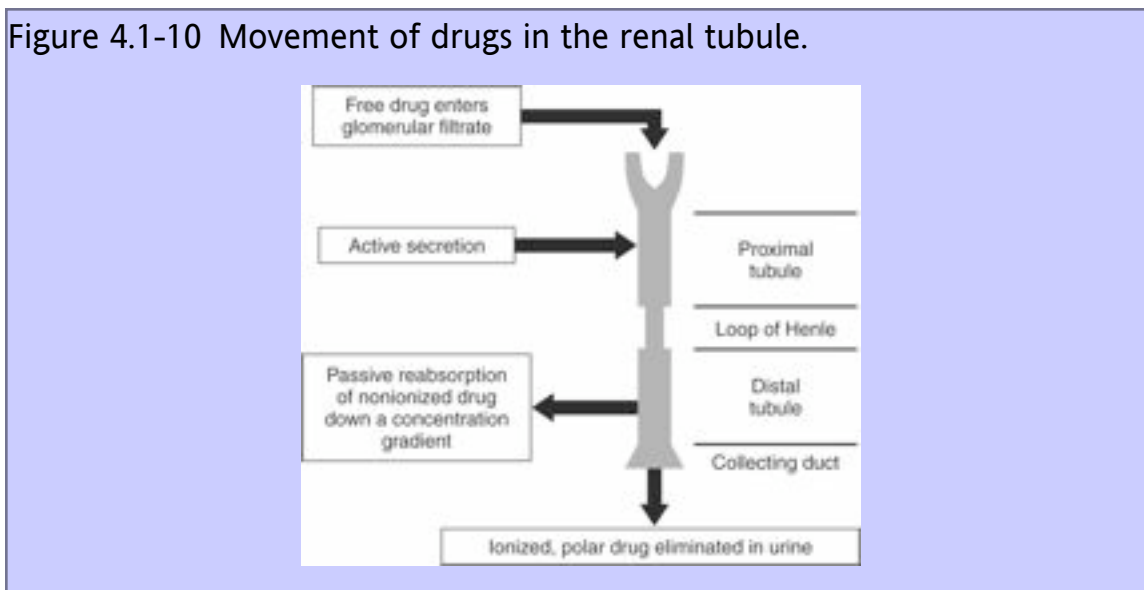 Figure 4.1-10 Movement of drugs in the renal tubule.
Free drug enters
glomerular filtrate
Active secretion
Proximal
tubule
Loop of Henle
Passive reabsorption
of nonionized drug
down a concentration
gradient
Distal
tubule
Collecting duct
Ionized, polar drug eliminated in urine